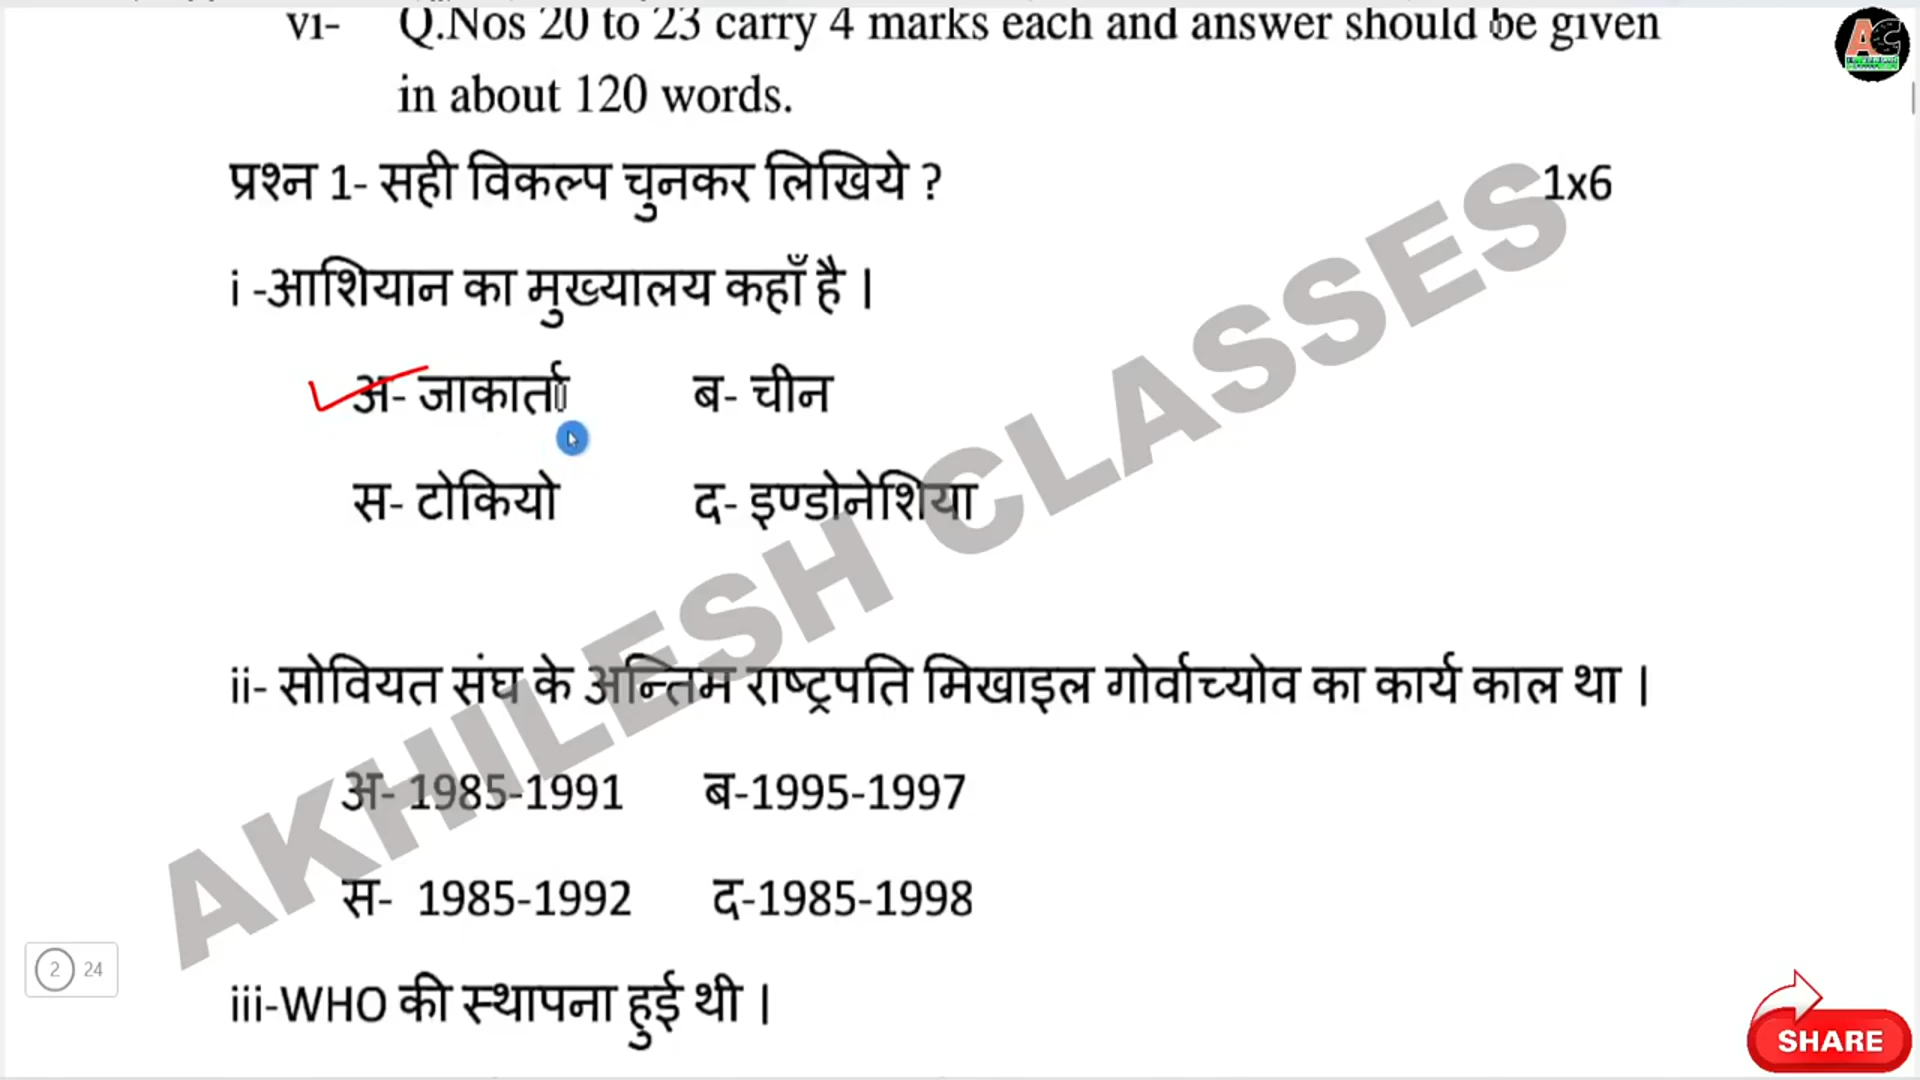 vi- Q.Nos 20 to 23 carry 4 marks each and answer should be given
in about 120 words.
प्रश्न 1- सही विकल्प चुनकर लिखिये ? 1x6
i -आशियान का मुख्यालय कहाँ है ।
अ- जाकार्ता ब- चीन
स- टोकियो द- इण्डोनेशिया
ii- सोवियत संघ के अन्तिम राष्ट्रपति मिखाइल गोर्वाच्योव का कार्य काल था ।
अ- 1985-1991 ब-1995-1997
स- 1985-1992 द-1985-1998
iii-WHO की स्थापना हुई थी ।
AKHILESH CLASSES
AC
2 24
SHARE